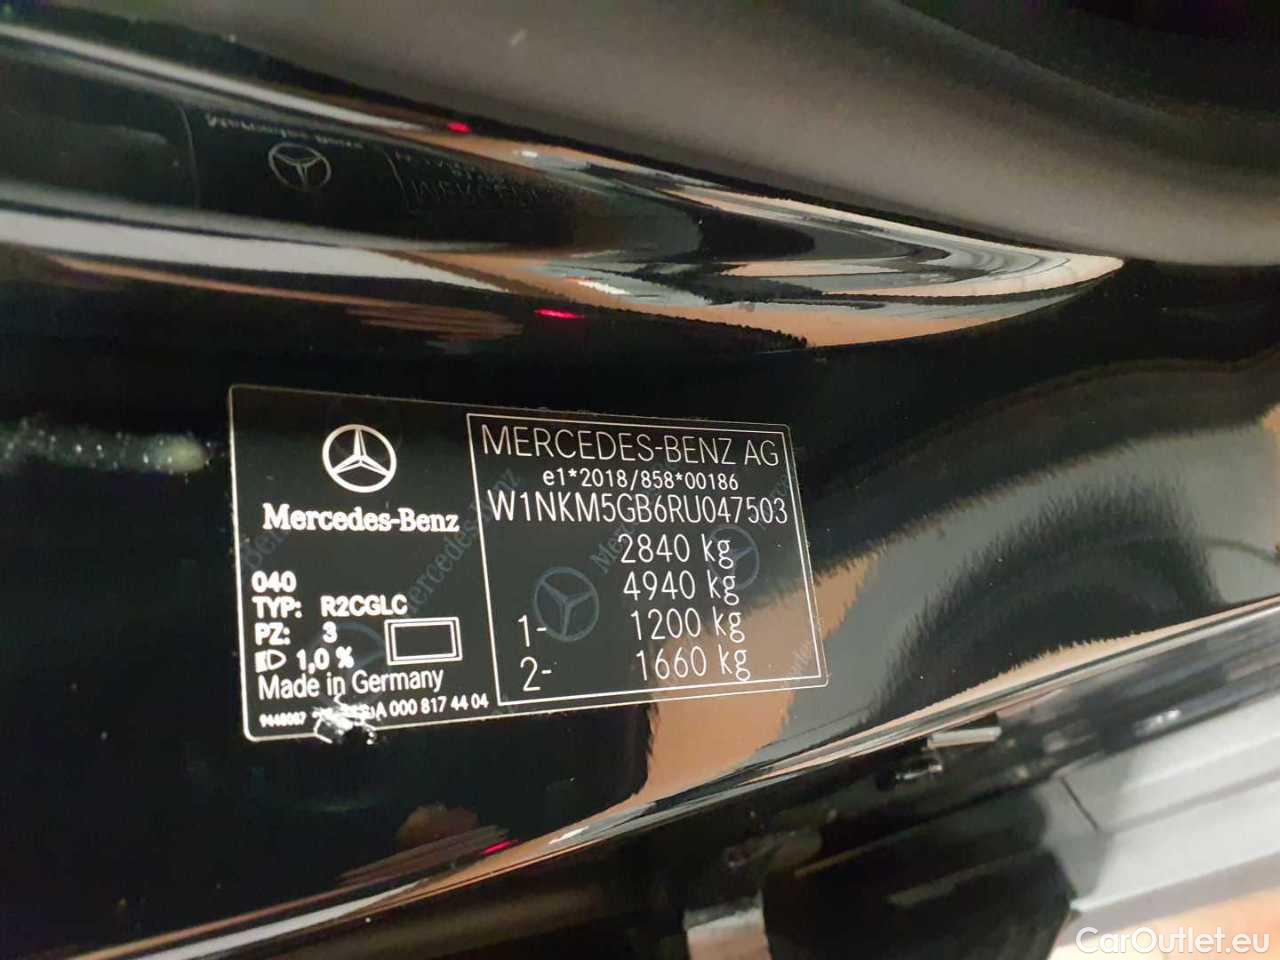 Mercedes-Benz
040
TYP: R2CGLC
PZ: 3
1,0 %
Made in Germany
A 000 817 44 04
MERCEDES-BENZ AG
e1*2018/858*00186
W1NKM5GB6RU047503
2840 kg
4940 kg
1- 1200 kg
2- 1660 kg
CarOutlet.eu